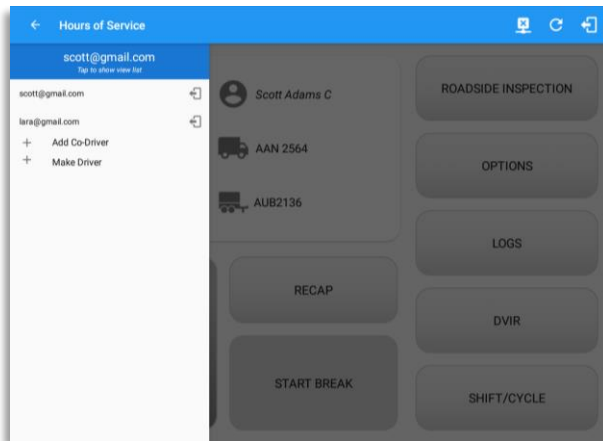 Hours of Service
scott@gmail.com
Tap to show view list
scott@gmail.com
lara@gmail.com
+ Add Co-Driver
+ Make Driver
Scott Adams C
AAN 2564
AUB2136
RECAP
START BREAK
ROADSIDE INSPECTION
OPTIONS
LOGS
DVIR
SHIFT/CYCLE